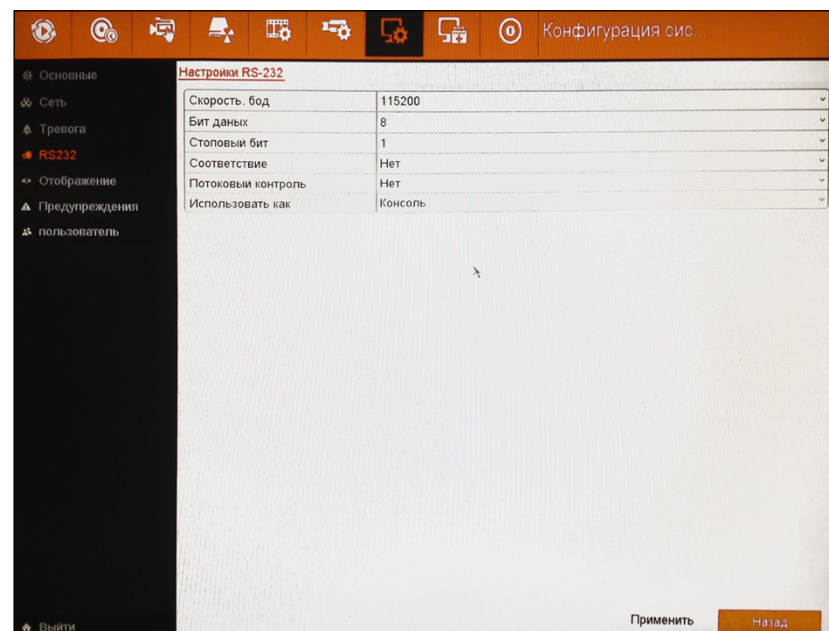 Конфигурация сис...
Основные
Сеть
Тревога
RS232
Отображение
Предупреждения
пользователь
Выйти
Настройки RS-232
Скорость. бод 115200
Бит даных 8
Стоповый бит 1
Соответствие Нет
Потоковый контроль Нет
Использовать как Консоль
Применить Назад